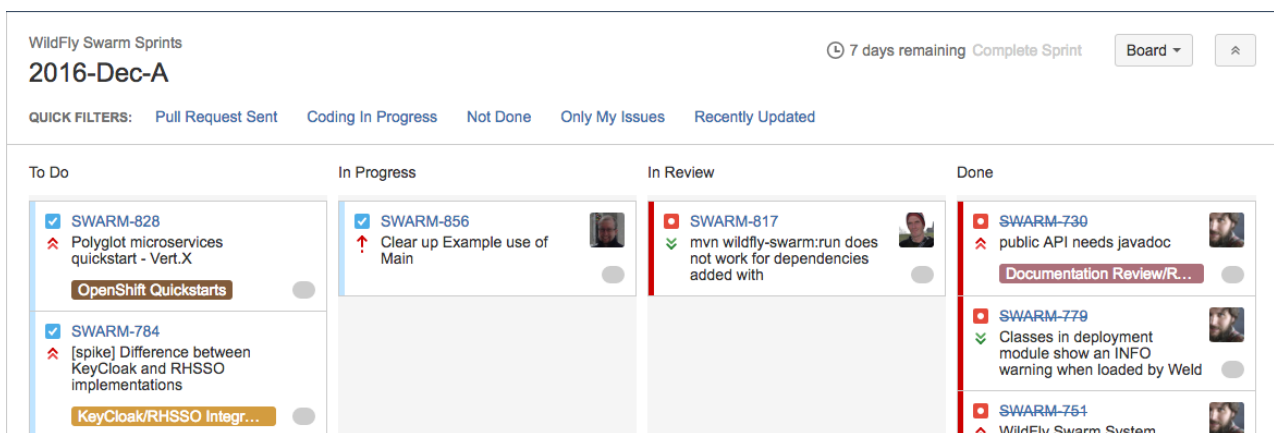 WildFly Swarm Sprints
2016-Dec-A
7 days remaining Complete Sprint
Board
QUICK FILTERS: Pull Request Sent Coding In Progress Not Done Only My Issues Recently Updated
To Do
SWARM-828
Polyglot microservices
quickstart - Vert.X
OpenShift Quickstarts
SWARM-784
[spike] Difference between
KeyCloak and RHSSO
implementations
KeyCloak/RHSSO Integr...
In Progress
SWARM-856
Clear up Example use of
Main
In Review
SWARM-817
mvn wildfly-swarm:run does
not work for dependencies
added with
Done
SWARM-730
public API needs javadoc
Documentation Review/R...
SWARM-779
Classes in deployment
module show an INFO
warning when loaded by Weld
SWARM-751
WildFly Swarm System